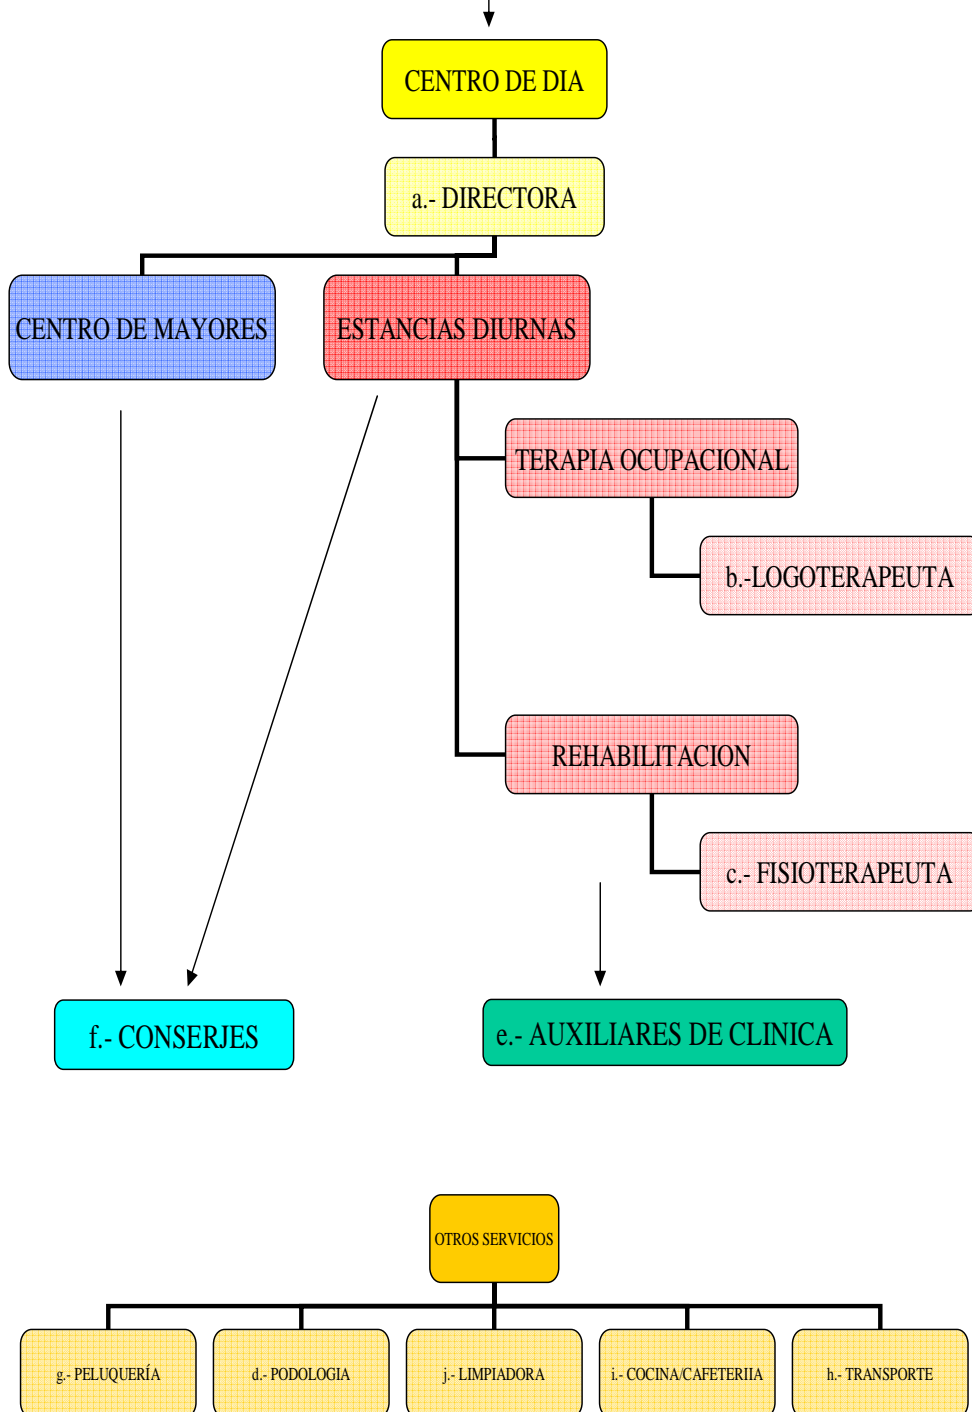 CENTRO DE DIA
a.- DIRECTORA
CENTRO DE MAYORES
ESTANCIAS DIURNAS
TERAPIA OCUPACIONAL
b.-LOGOTERAPEUTA
REHABILITACION
c.- FISIOTERAPEUTA
f.- CONSERJES
e.- AUXILIARES DE CLINICA
OTROS SERVICIOS
g.- PELUQUERÍA
d.- PODOLOGIA
j.- LIMPIADORA
i.- COCINA/CAFETERIIA
h.- TRANSPORTE